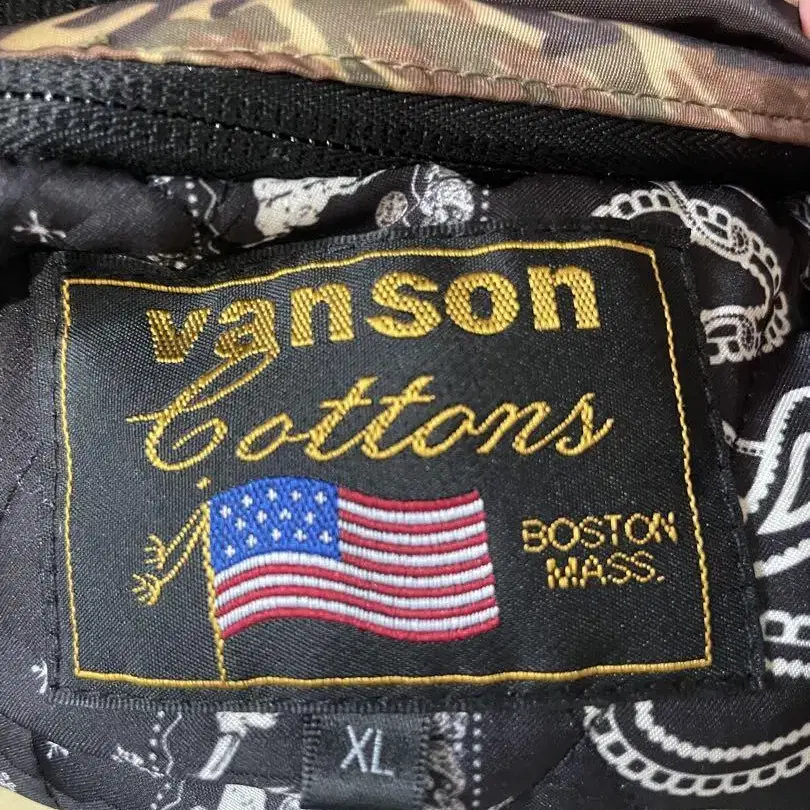 vanson
Cottons
BOSTON
MASS.
XL